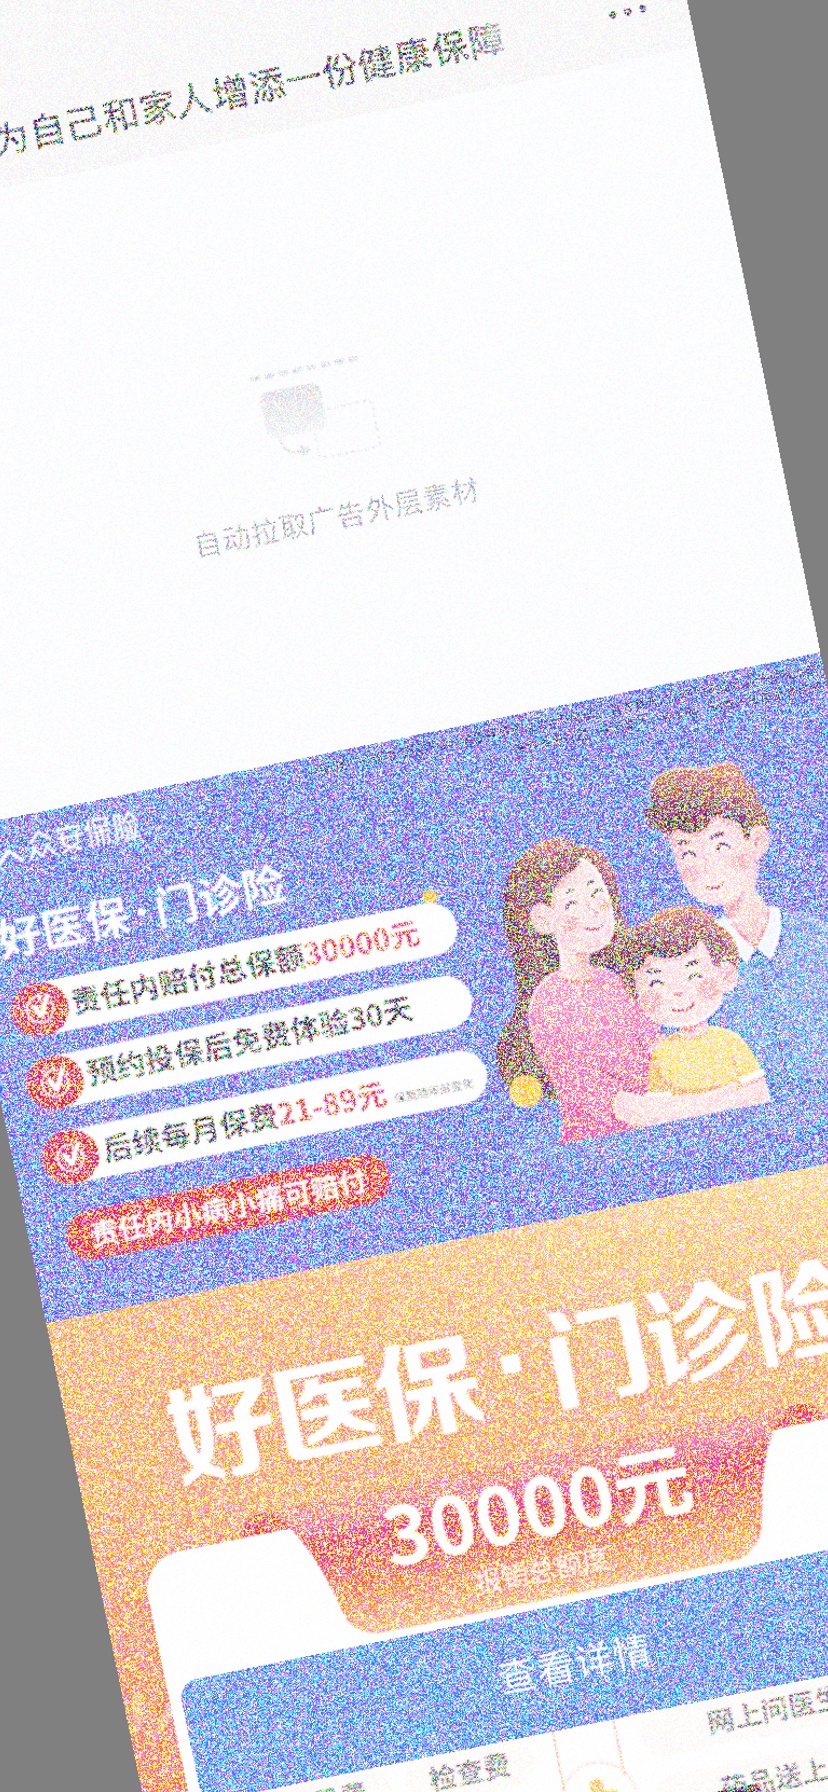 为自己和家人增添一份健康保障
自动拉取广告外层素材
众安保险
好医保·门诊险
责任内赔付总保额30000元
预约投保后免费体验30天
后续每月保费21-89元
责任内小病小痛可赔付
好医保·门诊险
30000元
报销总额度
查看详情
网上问医生
检查费
药品送上